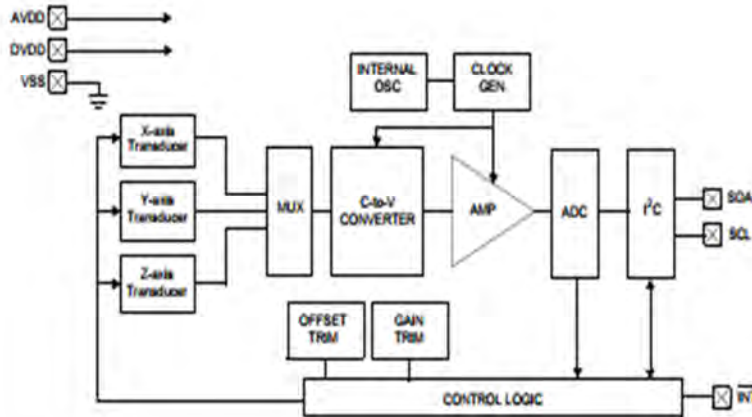 AVDD
DVDD
VSS
INTERNAL
OSC
CLOCK
GEN
X-axis
Transducer
Y-axis
Transducer
Z-axis
Transducer
MUX
C-to-V
CONVERTER
AMP
ADC
I²C
SDA
SCL
OFFSET
TRIM
GAIN
TRIM
CONTROL LOGIC